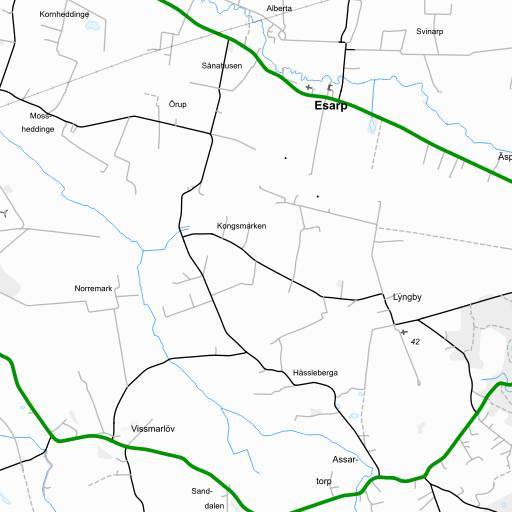 Alberta
Kornheddinge
Svinarp
Sånahusen
Esarp
Örup
Moss-
heddinge
Äsp
Kongsmarken
Norremark
Lyngby
42
Hässleberga
Vissmarlöv
Assar-
torp
Sand-
dalen